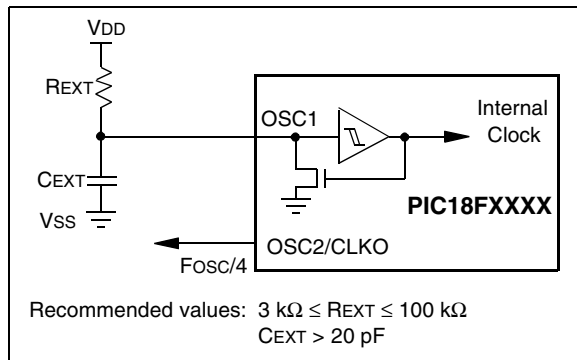 VDD
REXT
OSC1
Internal
Clock
CEXT
PIC18FXXXX
VSS
OSC2/CLKO
FOSC/4
Recommended values: 3 kΩ ≤ REXT ≤ 100 kΩ
CEXT > 20 pF